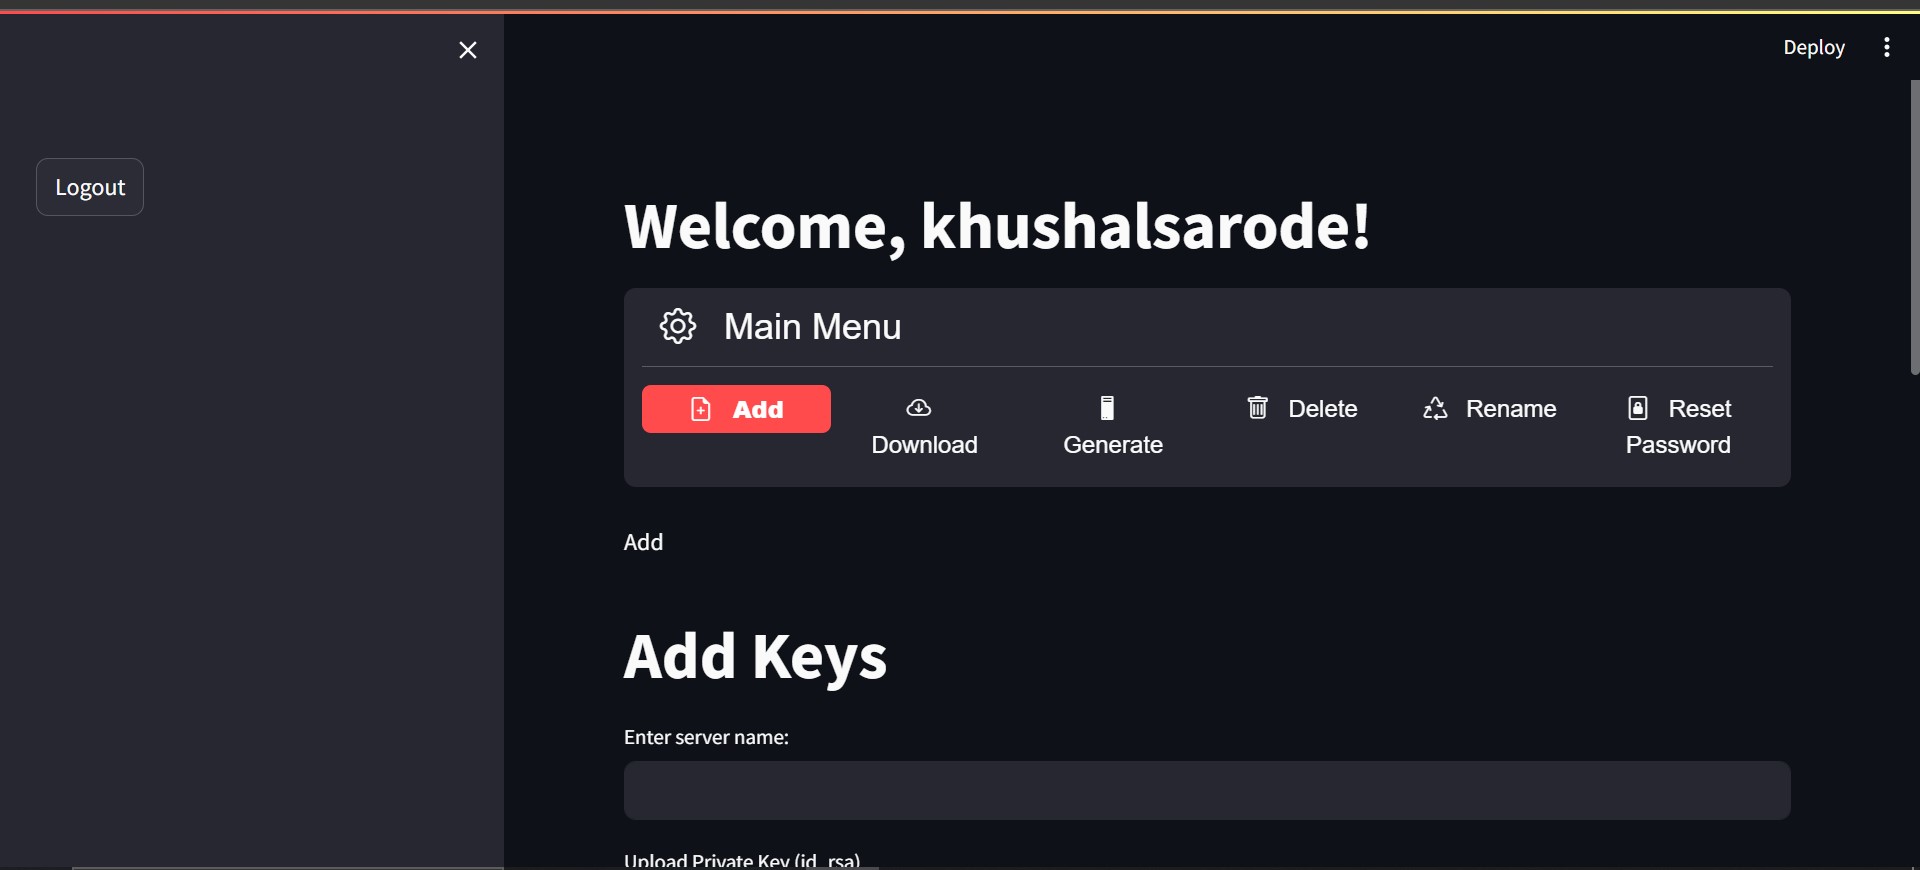 Deploy
Logout
Welcome, khushalsarode!
Main Menu
Add
Download
Generate
Delete
Rename
Reset
Password
Add
Add Keys
Enter server name:
Upload Private Key (id_rsa)